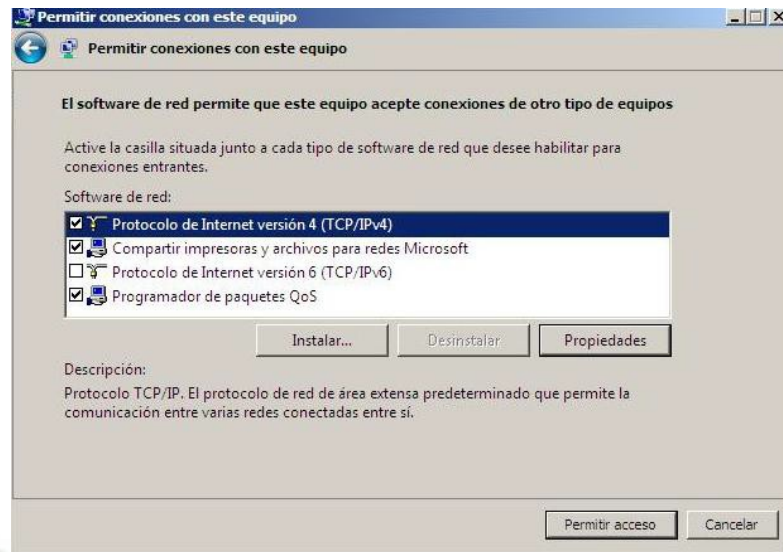 Permitir conexiones con este equipo
Permitir conexiones con este equipo
El software de red permite que este equipo acepte conexiones de otro tipo de equipos
Active la casilla situada junto a cada tipo de software de red que desee habilitar para
conexiones entrantes.
Software de red:
Protocolo de Internet versión 4 (TCP/IPv4)
Compartir impresoras y archivos para redes Microsoft
Protocolo de Internet versión 6 (TCP/IPv6)
Programador de paquetes QoS
Instalar... Desinstalar Propiedades
Descripción:
Protocolo TCP/IP. El protocolo de red de área extensa predeterminado que permite la
comunicación entre varias redes conectadas entre sí.
Permitir acceso Cancelar